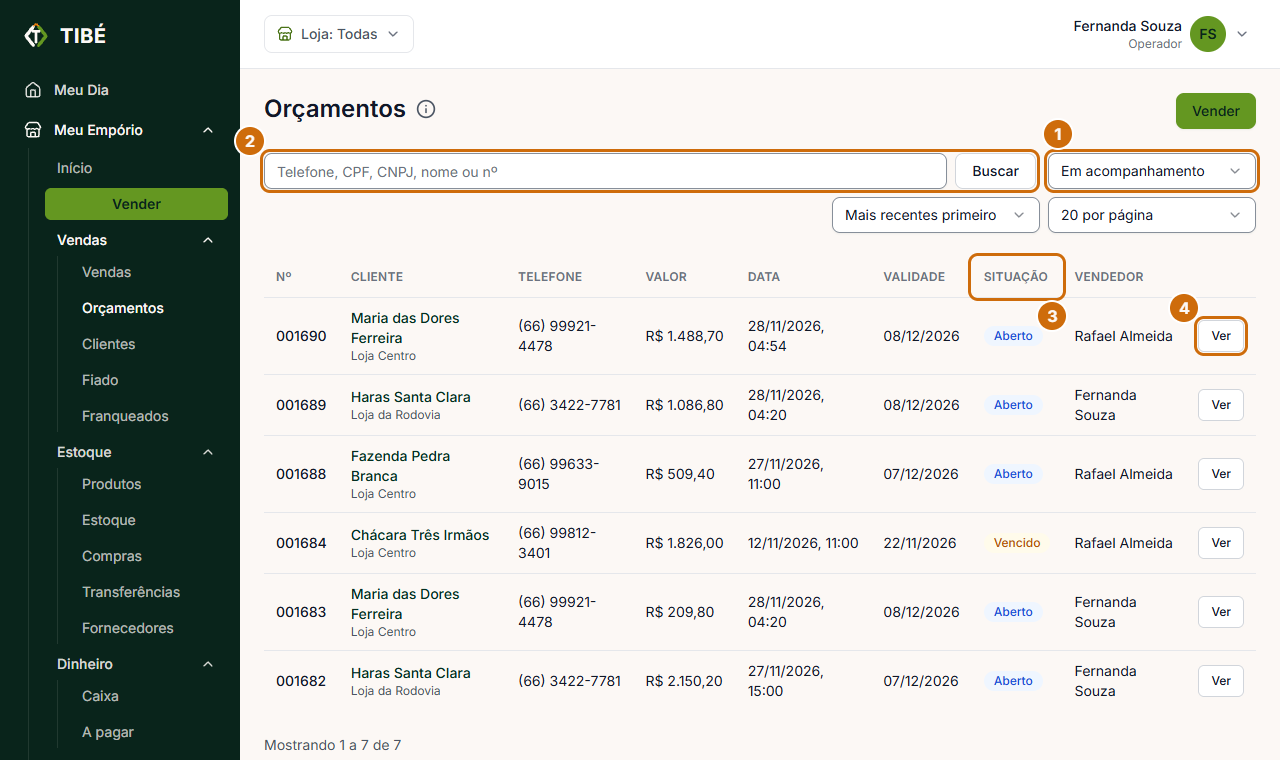 TIBÉ
Loja: Todas
Fernanda Souza
Operador
FS
Meu Dia
Meu Empório
Início
Vender
Vendas
Vendas
Orçamentos
Clientes
Fiado
Franqueados
Estoque
Produtos
Estoque
Compras
Transferências
Fornecedores
Dinheiro
Caixa
A pagar
Orçamentos
Vender
2
1
Telefone, CPF, CNPJ, nome ou nº
Buscar
Em acompanhamento
Mais recentes primeiro
20 por página
Nº CLIENTE TELEFONE VALOR DATA VALIDADE SITUAÇÃO VENDEDOR
3
4
001690
Maria das Dores
Ferreira
Loja Centro
(66) 99921-
4478
R$ 1.488,70
28/11/2026,
04:54
08/12/2026
Aberto
Rafael Almeida
Ver
001689
Haras Santa Clara
Loja da Rodovia
(66) 3422-7781
R$ 1.086,80
28/11/2026,
04:20
08/12/2026
Aberto
Fernanda
Souza
Ver
001688
Fazenda Pedra
Branca
Loja Centro
(66) 99633-
9015
R$ 509,40
27/11/2026,
11:00
07/12/2026
Aberto
Rafael Almeida
Ver
001684
Chácara Três Irmãos
Loja Centro
(66) 99812-
3401
R$ 1.826,00
12/11/2026, 11:00
22/11/2026
Vencido
Rafael Almeida
Ver
001683
Maria das Dores
Ferreira
Loja Centro
(66) 99921-
4478
R$ 209,80
28/11/2026,
04:20
08/12/2026
Aberto
Fernanda
Souza
Ver
001682
Haras Santa Clara
Loja da Rodovia
(66) 3422-7781
R$ 2.150,20
27/11/2026,
15:00
07/12/2026
Aberto
Fernanda
Souza
Ver
Mostrando 1 a 7 de 7